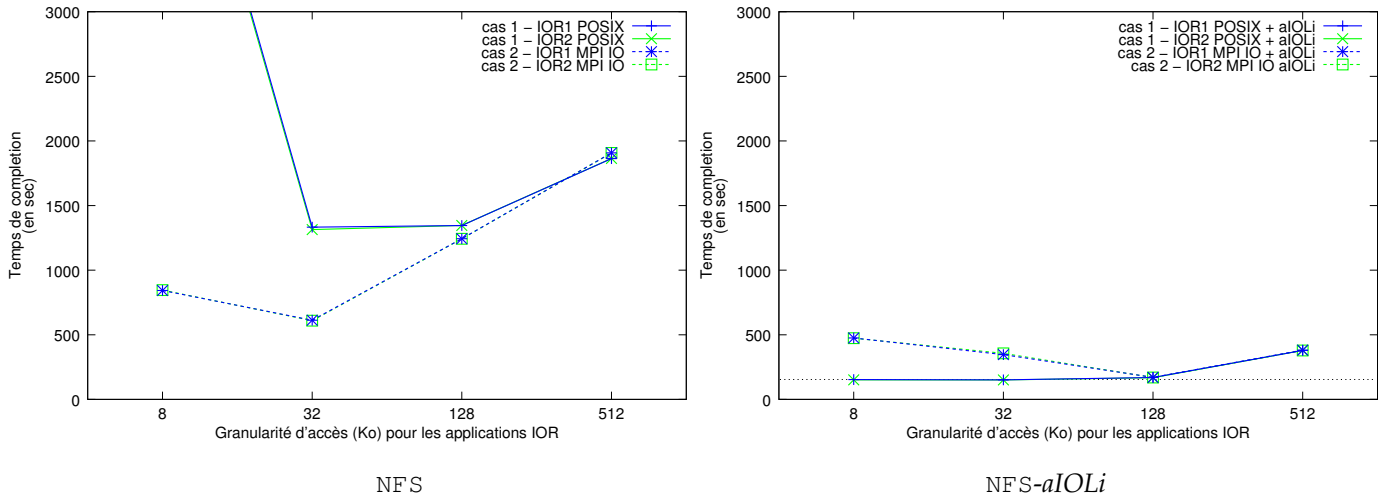 3000
2500
2000
1500
1000
500
0
8
32
128
512
Temps de completion
(en sec)
Granularité d'accès (Ko) pour les applications IOR
cas 1 – IOR1 POSIX
cas 1 – IOR2 POSIX
cas 2 – IOR1 MPI IO
cas 2 – IOR2 MPI IO
NFS
3000
2500
2000
1500
1000
500
0
8
32
128
512
Temps de completion
(en sec)
Granularité d'accès (Ko) pour les applications IOR
cas 1 – IOR1 POSIX + aIOLi
cas 1 – IOR2 POSIX + aIOLi
cas 2 – IOR1 MPI IO + aIOLi
cas 2 – IOR2 MPI IO aIOLi
NFS-aIOLi